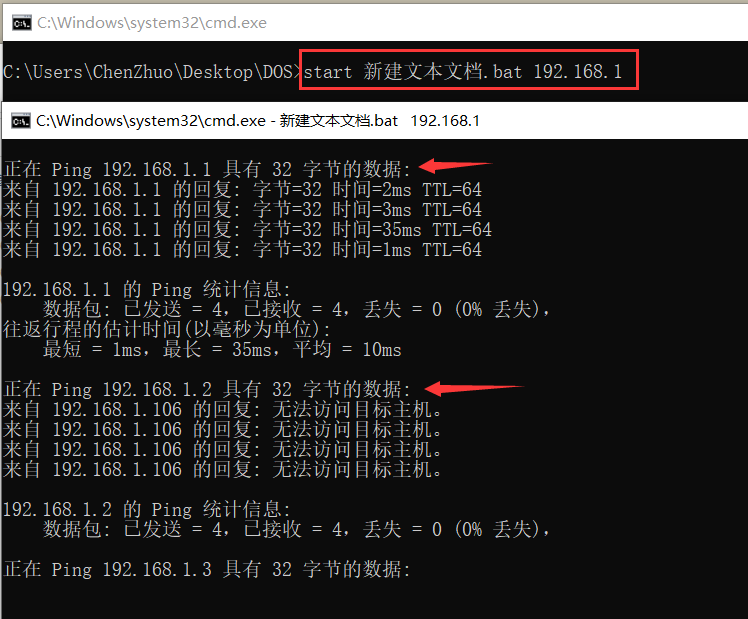 C:\Windows\system32\cmd.exe
C:\Users\ChenZhuo\Desktop\DOS>start 新建文本文档.bat 192.168.1
C:\Windows\system32\cmd.exe - 新建文本文档.bat  192.168.1
正在 Ping 192.168.1.1 具有 32 字节的数据:
来自 192.168.1.1 的回复: 字节=32 时间=2ms TTL=64
来自 192.168.1.1 的回复: 字节=32 时间=3ms TTL=64
来自 192.168.1.1 的回复: 字节=32 时间=35ms TTL=64
来自 192.168.1.1 的回复: 字节=32 时间=1ms TTL=64
192.168.1.1 的 Ping 统计信息:
数据包: 已发送 = 4，已接收 = 4，丢失 = 0 (0% 丢失)，
往返行程的估计时间(以毫秒为单位):
最短 = 1ms，最长 = 35ms，平均 = 10ms
正在 Ping 192.168.1.2 具有 32 字节的数据:
来自 192.168.1.106 的回复: 无法访问目标主机。
来自 192.168.1.106 的回复: 无法访问目标主机。
来自 192.168.1.106 的回复: 无法访问目标主机。
来自 192.168.1.106 的回复: 无法访问目标主机。
192.168.1.2 的 Ping 统计信息:
数据包: 已发送 = 4，已接收 = 4，丢失 = 0 (0% 丢失)，
正在 Ping 192.168.1.3 具有 32 字节的数据: